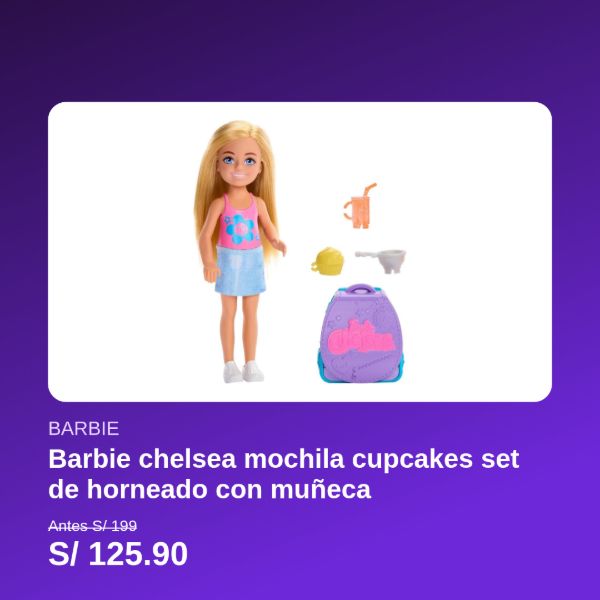 BARBIE
Barbie chelsea mochila cupcakes set
de horneado con muñeca
Antes S/ 199
S/ 125.90